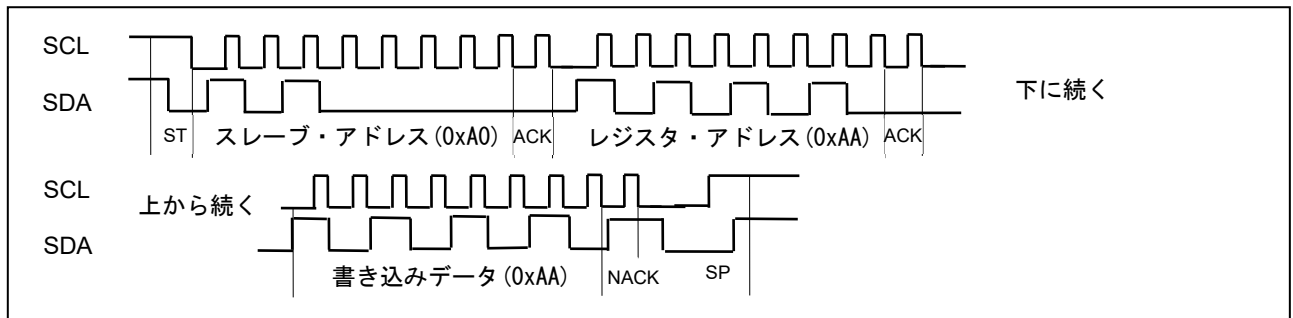 SCL
SDA
下に続く
ST スレーブ・アドレス(0xA0) ACK レジスタ・アドレス(0xAA) ACK
SCL
上から続く
SDA
書き込みデータ(0xAA) NACK SP